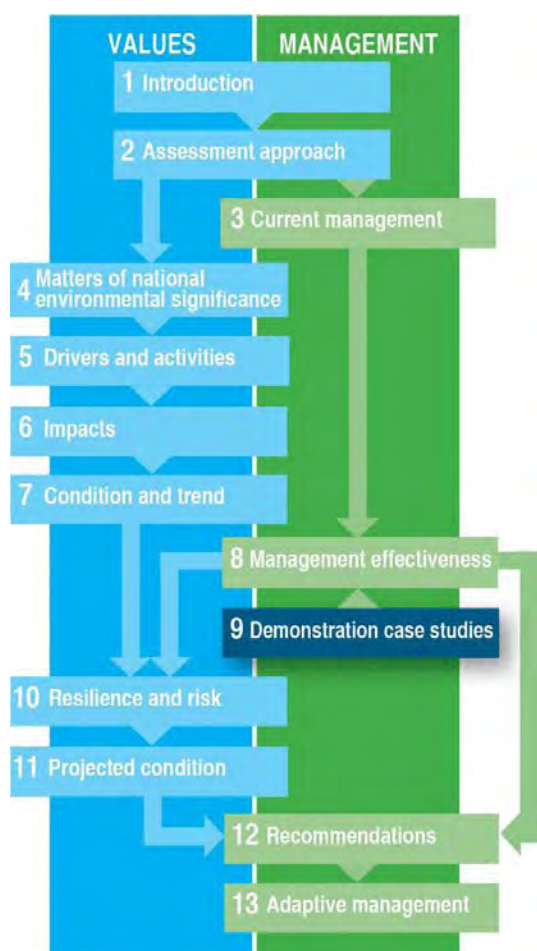 VALUES MANAGEMENT
1 Introduction
2 Assessment approach
3 Current management
4 Matters of national
environmental significance
5 Drivers and activities
6 Impacts
7 Condition and trend
8 Management effectiveness
9 Demonstration case studies
10 Resilience and risk
11 Projected condition
12 Recommendations
13 Adaptive management